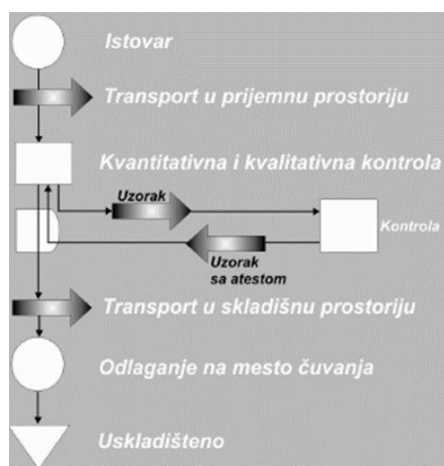 Istovar
Transport u prijemnu prostoriju
Kvantitativna i kvalitativna kontrola
Uzorak
Kontrola
Uzorak
sa atestom
Transport u skladišnu prostoriju
Odlaganje na mesto čuvanja
Uskladišteno